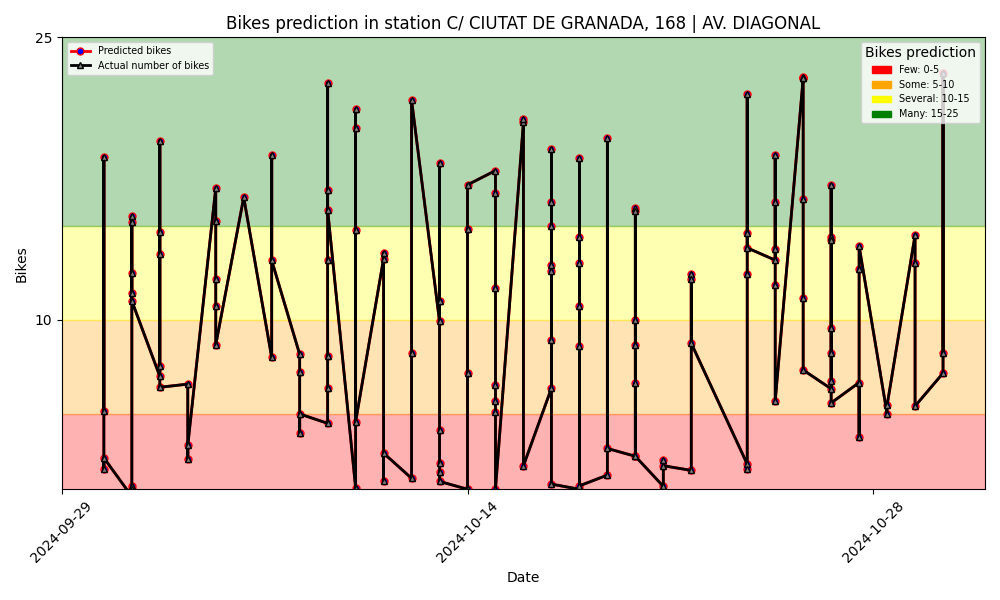 Bikes prediction in station C/ CIUTAT DE GRANADA, 168 | AV. DIAGONAL
25
Predicted bikes
Actual number of bikes
Bikes prediction
Few: 0-5
Some: 5-10
Several: 10-15
Many: 15-25
Bikes
10
2024-09-29
2024-10-14
2024-10-28
Date